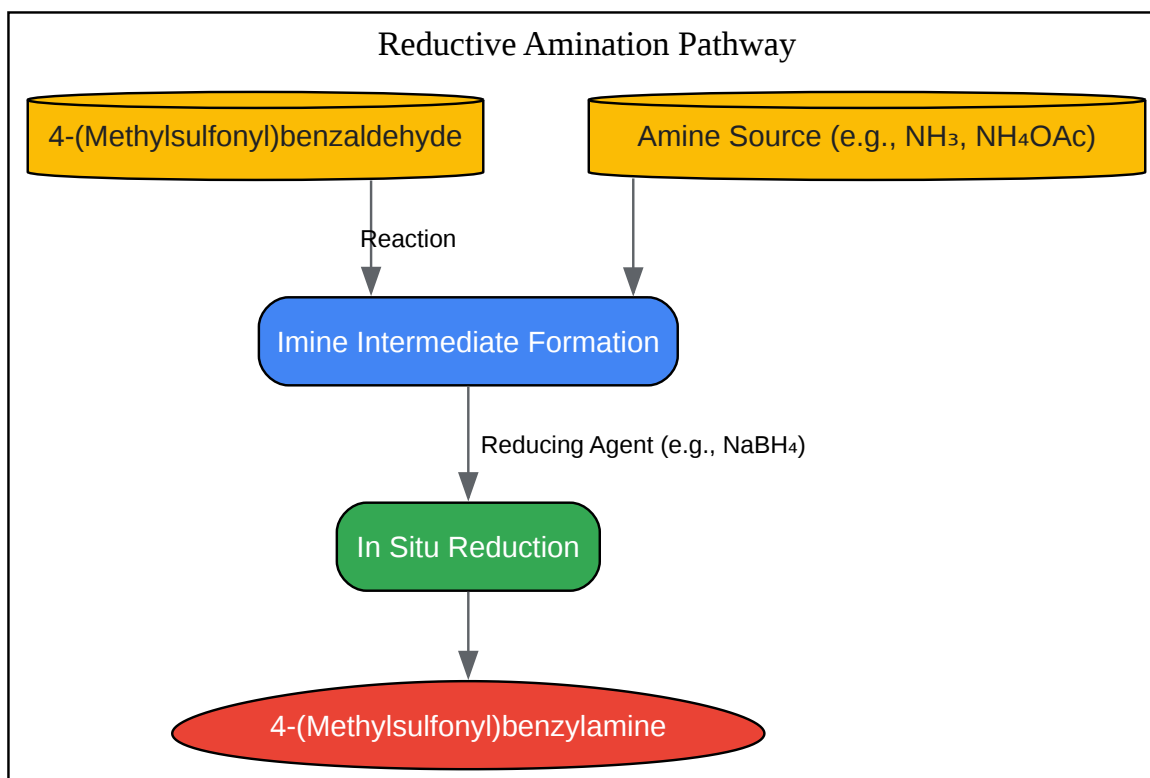 Reductive Amination Pathway
4-(Methylsulfonyl)benzaldehyde
Amine Source (e.g., NH₃, NH₄OAc)
Reaction
Imine Intermediate Formation
Reducing Agent (e.g., NaBH₄)
In Situ Reduction
4-(Methylsulfonyl)benzylamine